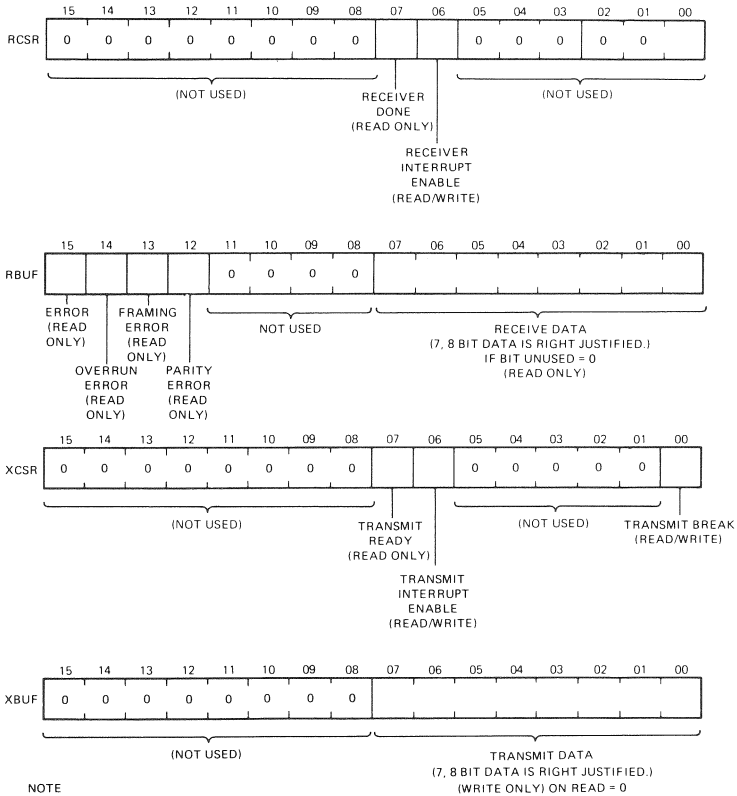 15 14 13 12 11 10 09 08 07 06 05 04 03 02 01 00
RCSR 0 0 0 0 0 0 0 0 0 0 0 0 0
(NOT USED)
RECEIVER
DONE
(READ ONLY)
(NOT USED)
RECEIVER
INTERRUPT
ENABLE
(READ/WRITE)
15 14 13 12 11 10 09 08 07 06 05 04 03 02 01 00
RBUF 0 0 0 0
ERROR
(READ
ONLY)
FRAMING
ERROR
(READ
ONLY)
NOT USED
RECEIVE DATA
(7, 8 BIT DATA IS RIGHT JUSTIFIED.)
IF BIT UNUSED = 0
(READ ONLY)
OVERRUN
ERROR
(READ
ONLY)
PARITY
ERROR
(READ
ONLY)
15 14 13 12 11 10 09 08 07 06 05 04 03 02 01 00
XCSR 0 0 0 0 0 0 0 0 0 0 0 0 0
(NOT USED)
TRANSMIT
READY
(READ ONLY)
(NOT USED)
TRANSMIT BREAK
(READ/WRITE)
TRANSMIT
INTERRUPT
ENABLE
(READ/WRITE)
15 14 13 12 11 10 09 08 07 06 05 04 03 02 01 00
XBUF 0 0 0 0 0 0 0 0
(NOT USED)
TRANSMIT DATA
(7, 8 BIT DATA IS RIGHT JUSTIFIED.)
(WRITE ONLY) ON READ = 0
NOTE